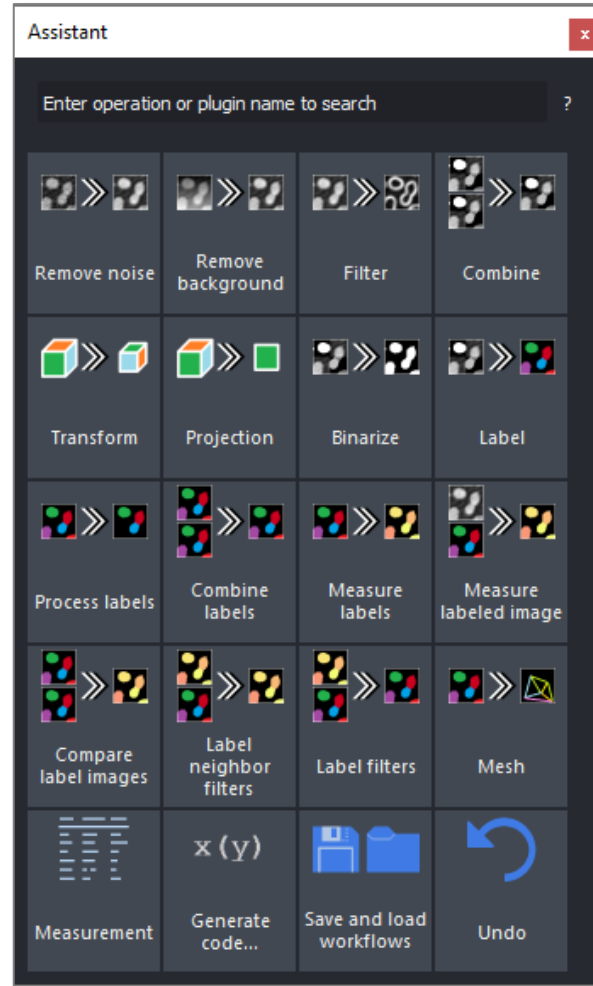 Assistant
x
Enter operation or plugin name to search
?
Remove noise
Remove
background
Filter
Combine
Transform
Projection
Binarize
Label
Process labels
Combine
labels
Measure
labels
Measure
labeled image
Compare
label images
Label
neighbor
filters
Label filters
Mesh
Measurement
x(y)
Generate
code...
Save and load
workflows
Undo